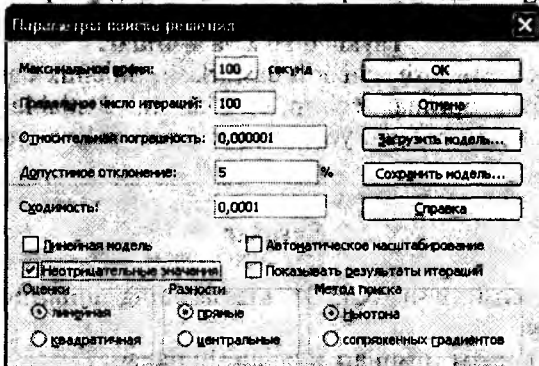 Параметры поиска решения
Максимальное время: 100 секунд OK
Предельное число итераций: 100 Отмена
Относительная погрешность: 0,000001 Загрузить модель...
Допустимое отклонение: 5 % Сохранить модель...
Сходимость: 0,0001 Справка
Линейная модель Автоматическое масштабирование
Неотрицательные значения Показывать результаты итераций
Оценки Разности Метод поиска
линейная прямые Ньютона
квадратичная центральные сопряженных градиентов